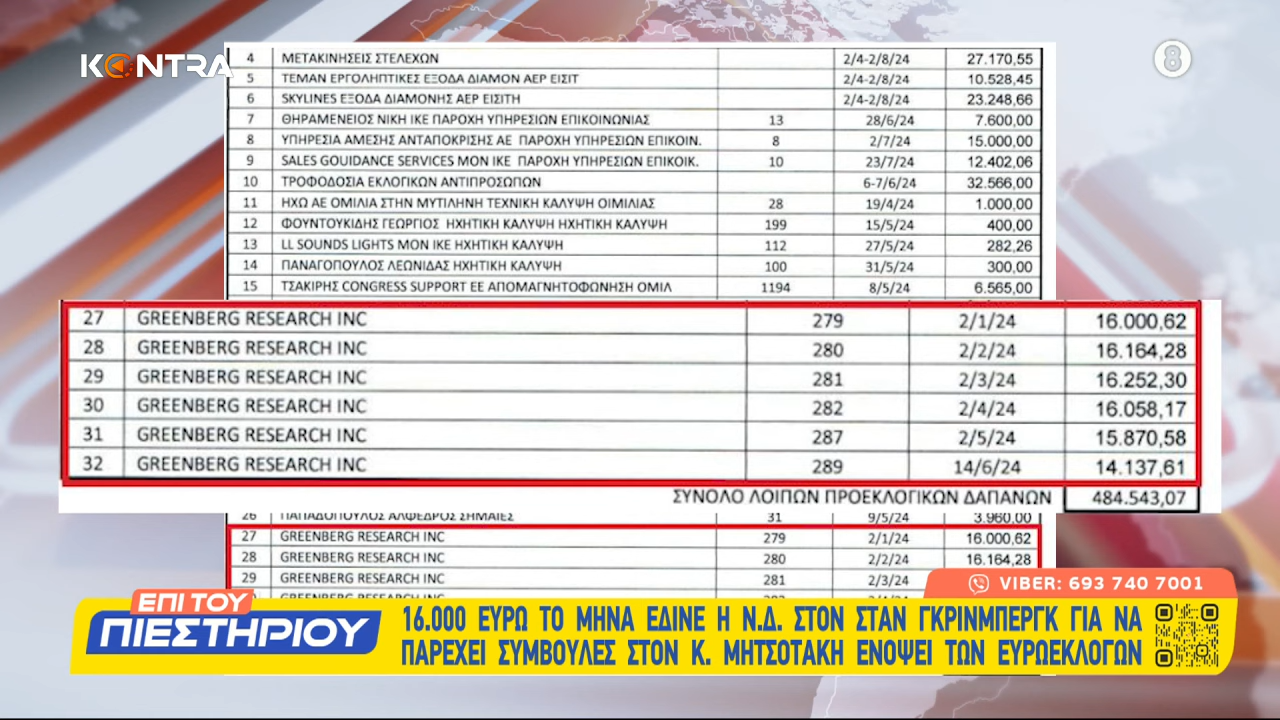 KONTRA
8
4 ΜΕΤΑΚΙΝΗΣΕΙΣ ΣΤΕΛΕΧΩΝ 2/4-2/8/24 27.170,55
5 ΤΕΜΑΝ ΕΡΓΟΛΗΠΤΙΚΕΣ ΕΞΟΔΑ ΔΙΑΜΟΝ ΑΕΡ ΕΙΣΙΤ 2/4-2/8/24 10.528,45
6 SKYLINES ΕΞΟΔΑ ΔΙΑΜΟΝΗΣ ΑΕΡ ΕΙΣΙΤΗ 2/4-2/8/24 23.248,66
7 ΘΗΡΑΜΕΝΕΙΟΣ ΝΙΚΗ ΙΚΕ ΠΑΡΟΧΗ ΥΠΗΡΕΣΙΩΝ ΕΠΙΚΟΙΝΩΝΙΑΣ 13 28/6/24 7.600,00
8 ΥΠΗΡΕΣΙΑ ΑΜΕΣΗΣ ΑΝΤΑΠΟΚΡΙΣΗΣ ΑΕ ΠΑΡΟΧΗ ΥΠΗΡΕΣΙΩΝ ΕΠΙΚΟΙΝ. 8 2/7/24 15.000,00
9 SALES GOUIDANCE SERVICES ΜΟΝ ΙΚΕ ΠΑΡΟΧΗ ΥΠΗΡΕΣΙΩΝ ΕΠΙΚΟΙΚ. 10 23/7/24 12.402,06
10 ΤΡΟΦΟΔΟΣΙΑ ΕΚΛΟΓΙΚΩΝ ΑΝΤΙΠΡΟΣΩΠΩΝ 6-7/6/24 32.566,00
11 ΗΧΩ ΑΕ ΟΜΙΛΙΑ ΣΤΗΝ ΜΥΤΙΛΗΝΗ ΤΕΧΝΙΚΗ ΚΑΛΥΨΗ ΟΙΜΙΛΙΑΣ 28 19/4/24 1.000,00
12 ΦΟΥΝΤΟΥΚΙΔΗΣ ΓΕΩΡΓΙΟΣ ΗΧΗΤΙΚΗ ΚΑΛΥΨΗ ΗΧΗΤΙΚΗ ΚΑΛΥΨΗ 199 15/5/24 400,00
13 LL SOUNDS LIGHTS ΜΟΝ ΙΚΕ ΗΧΗΤΙΚΗ ΚΑΛΥΨΗ 112 27/5/24 282,26
14 ΠΑΝΑΓΟΠΟΥΛΟΣ ΛΕΩΝΙΔΑΣ ΗΧΗΤΙΚΗ ΚΑΛΥΨΗ 100 31/5/24 300,00
15 ΤΣΑΚΙΡΗΣ CONGRESS SUPPORT ΕΕ ΑΠΟΜΑΓΝΗΤΟΦΩΝΗΣΗ ΟΜΙΛ 1194 8/5/24 6.565,00
27 GREENBERG RESEARCH INC 279 2/1/24 16.000,62
28 GREENBERG RESEARCH INC 280 2/2/24 16.164,28
29 GREENBERG RESEARCH INC 281 2/3/24 16.252,30
30 GREENBERG RESEARCH INC 282 2/4/24 16.058,17
31 GREENBERG RESEARCH INC 287 2/5/24 15.870,58
32 GREENBERG RESEARCH INC 289 14/6/24 14.137,61
ΣΥΝΟΛΟ ΛΟΙΠΩΝ ΠΡΟΕΚΛΟΓΙΚΩΝ ΔΑΠΑΝΩΝ 484.543,07
26 ΠΑΠΑΔΟΠΟΥΛΟΣ ΑΛΦΕΔΡΟΣ ΣΗΜΑΙΕΣ 31 9/5/24 3.960,00
27 GREENBERG RESEARCH INC 279 2/1/24 16.000,62
28 GREENBERG RESEARCH INC 280 2/2/24 16.164,28
29 GREENBERG RESEARCH INC 281 2/3/24
GREENBERG RESEARCH INC
VIBER: 693 740 7001
ΕΠΙ ΤΟΥ
ΠΙΕΣΤΗΡΙΟΥ
16.000 ΕΥΡΩ ΤΟ ΜΗΝΑ ΕΔΙΝΕ Η Ν.Δ. ΣΤΟΝ ΣΤΑΝ ΓΚΡΙΝΜΠΕΡΓΚ ΓΙΑ ΝΑ
ΠΑΡΕΧΕΙ ΣΥΜΒΟΥΛΕΣ ΣΤΟΝ Κ. ΜΗΤΣΟΤΑΚΗ ΕΝΟΨΕΙ ΤΩΝ ΕΥΡΩΕΚΛΟΓΩΝ